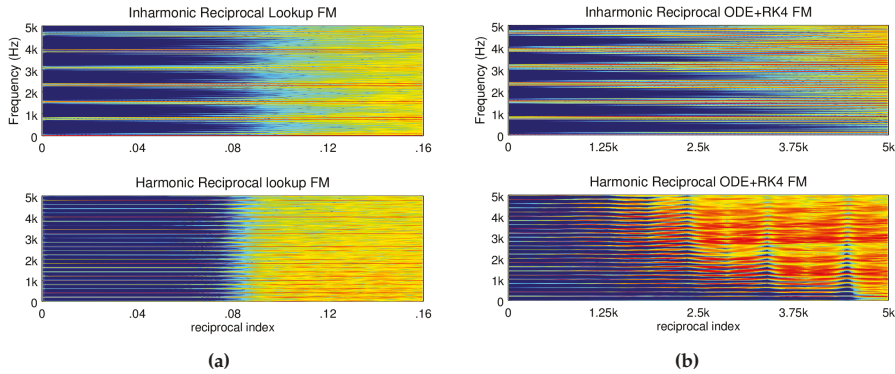 Inharmonic Reciprocal Lookup FM
5k
4k
3k
2k
1k
0
Frequency (Hz)
0 .04 .08 .12 .16
Harmonic Reciprocal lookup FM
5k
4k
3k
2k
1k
0
0 .04 .08 .12 .16
reciprocal index
(a)
Inharmonic Reciprocal ODE+RK4 FM
5k
4k
3k
2k
1k
0
Frequency (Hz)
0 1.25k 2.5k 3.75k 5k
Harmonic Reciprocal ODE+RK4 FM
5k
4k
3k
2k
1k
0
0 1.25k 2.5k 3.75k 5k
reciprocal index
(b)